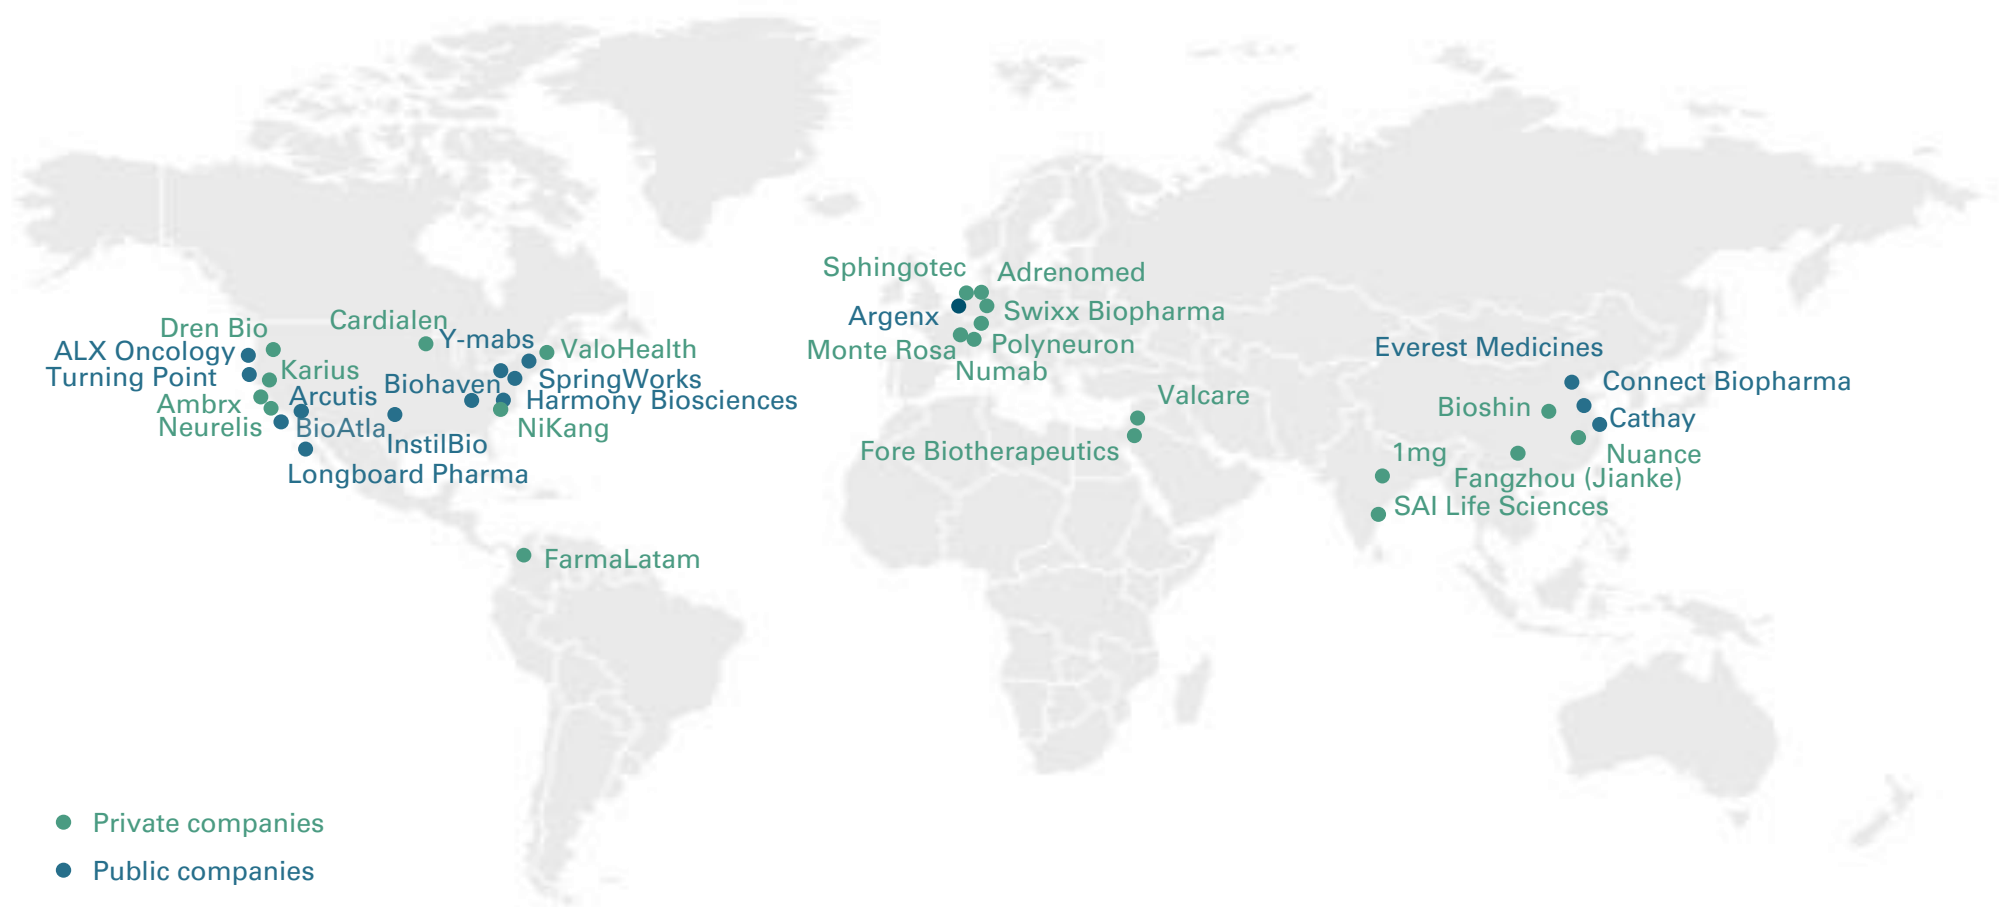 Sphingotec
Adrenomed
Argenx
Swixx Biopharma
Monte Rosa
Polyneuron
Numab
Dren Bio
Cardialen
Y-mabs
ValoHealth
ALX Oncology
Turning Point
Karius
Biohaven
SpringWorks
Arcutis
Harmony Biosciences
Ambrx
Neurelis
BioAtla
InstilBio
NiKang
Longboard Pharma
Everest Medicines
Connect Biopharma
Bioshin
Cathay
Valcare
Fore Biotherapeutics
1mg
Nuance
Fangzhou (Jianke)
SAI Life Sciences
FarmaLatam
Private companies
Public companies